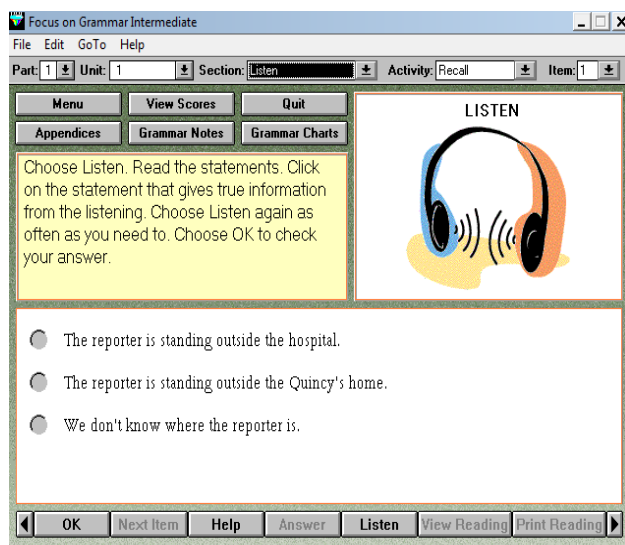 Focus on Grammar Intermediate
File Edit GoTo Help
Part: 1 Unit: 1 Section: Listen Activity: Recall Item: 1
Menu View Scores Quit
Appendices Grammar Notes Grammar Charts
LISTEN
Choose Listen. Read the statements. Click
on the statement that gives true information
from the listening. Choose Listen again as
often as you need to. Choose OK to check
your answer.
The reporter is standing outside the hospital.
The reporter is standing outside the Quincy's home.
We don't know where the reporter is.
OK Next Item Help Answer Listen View Reading Print Reading